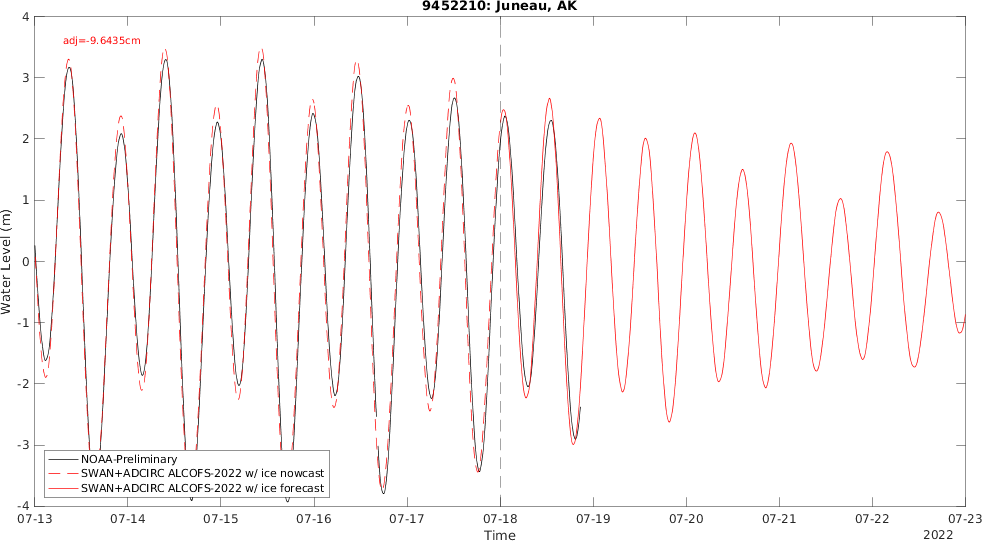 9452210: Juneau, AK
adj=-9.6435cm
4
3
2
1
0
-1
-2
-3
-4
Water Level (m)
NOAA-Preliminary
SWAN+ADCIRC ALCOFS-2022 w/ ice nowcast
SWAN+ADCIRC ALCOFS-2022 w/ ice forecast
07-13 07-14 07-15 07-16 07-17 07-18 07-19 07-20 07-21 07-22 07-23
Time
2022